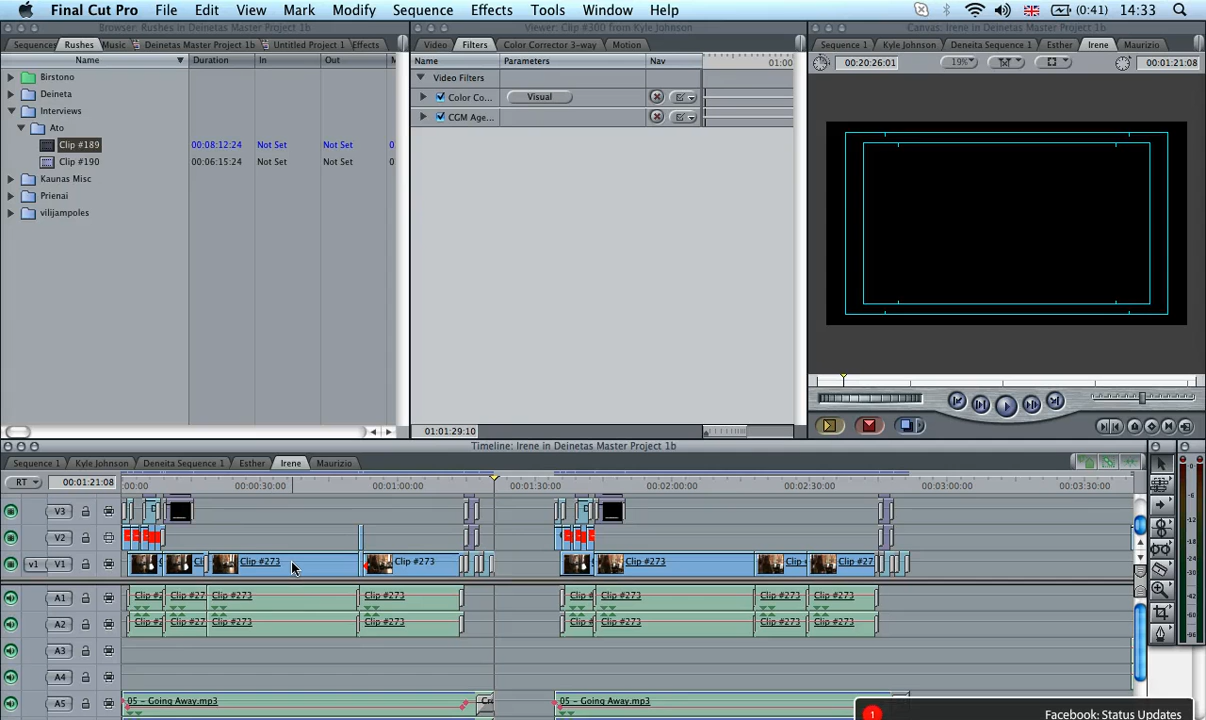 Final Cut Pro File Edit View Mark Modify Sequence Effects Tools Window Help (0:41) 14:33
Browser: Rushes in Deinetas Master Project 1b
Sequences Rushes Music Deinetas Master Project 1b Untitled Project 1 Effects
Name Duration In Out
Birstono
Deineta
Interviews
Ato
Clip #189 00:08:12:24 Not Set Not Set 0
Clip #190 00:06:15:24 Not Set Not Set 0
Kaunas Misc
Prienai
vilijampoles
Viewer: Clip #300 from Kyle Johnson
Video Filters Color Corrector 3-way Motion
Name Parameters Nav 01:00
Video Filters
Color Co... Visual
CGM Age...
01:01:29:10
Canvas: Irene in Deinetas Master Project 1b
Sequence 1 Kyle Johnson Deneita Sequence 1 Esther Irene Maurizio
00:20:26:01 19% 00:01:21:08
Timeline: Irene in Deinetas Master Project 1b
Sequence 1 Kyle Johnson Deneita Sequence 1 Esther Irene Maurizio
RT 00:01:21:08 00:00 00:00:30:00 00:01:00:00 00:01:30:00 00:02:00:00 00:02:30:00 00:03:00:00 00:03:30:00
V3
V2
v1 V1 Clip #273 Clip #273 Clip #273 Clip #27
A1 Clip #2 Clip #27 Clip #273 Clip #273 Clip # Clip #273 Clip #273 Clip #273
A2 Clip #2 Clip #27 Clip #273 Clip #273 Clip # Clip #273 Clip #273 Clip #273
A3
A4
A5 05 - Going Away.mp3 05 - Going Away.mp3
1 Facebook: Status Updates